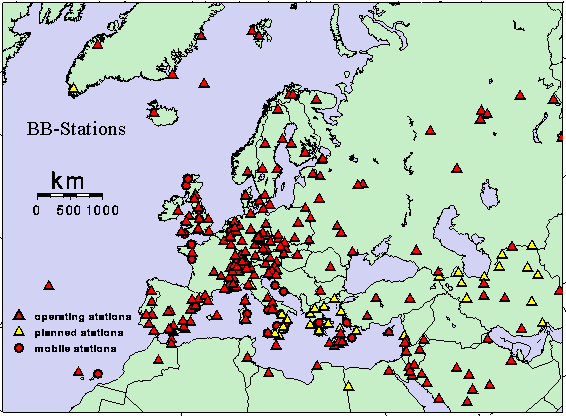 BB-Stations
km
0 500 1000
operating stations
planned stations
mobile stations